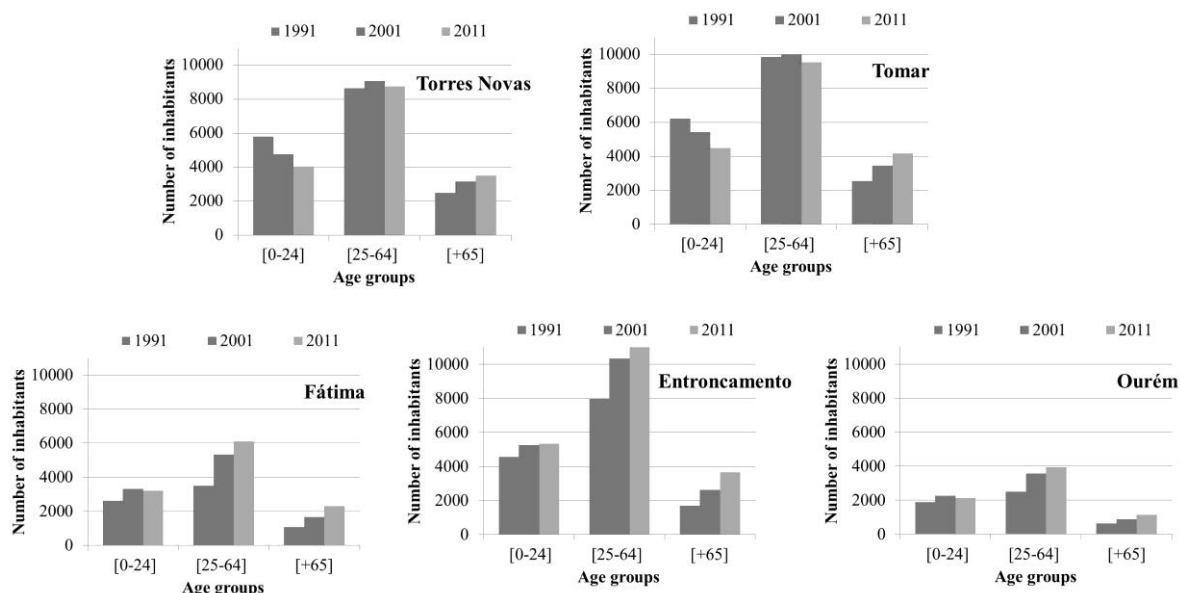 1991 2001 2011
Number of inhabitants
10000
8000
6000
4000
2000
0
Torres Novas
[0-24] [25-64] [+65]
Age groups
1991 2001 2011
Number of inhabitants
10000
8000
6000
4000
2000
0
Tomar
[0-24] [25-64] [+65]
Age groups
1991 2001 2011
Number of inhabitants
10000
8000
6000
4000
2000
0
Fátima
[0-24] [25-64] [+65]
Age groups
1991 2001 2011
Number of inhabitants
10000
8000
6000
4000
2000
0
Entroncamento
[0-24] [25-64] [+65]
Age groups
1991 2001 2011
Number of inhabitants
10000
8000
6000
4000
2000
0
Ourém
[0-24] [25-64] [+65]
Age groups